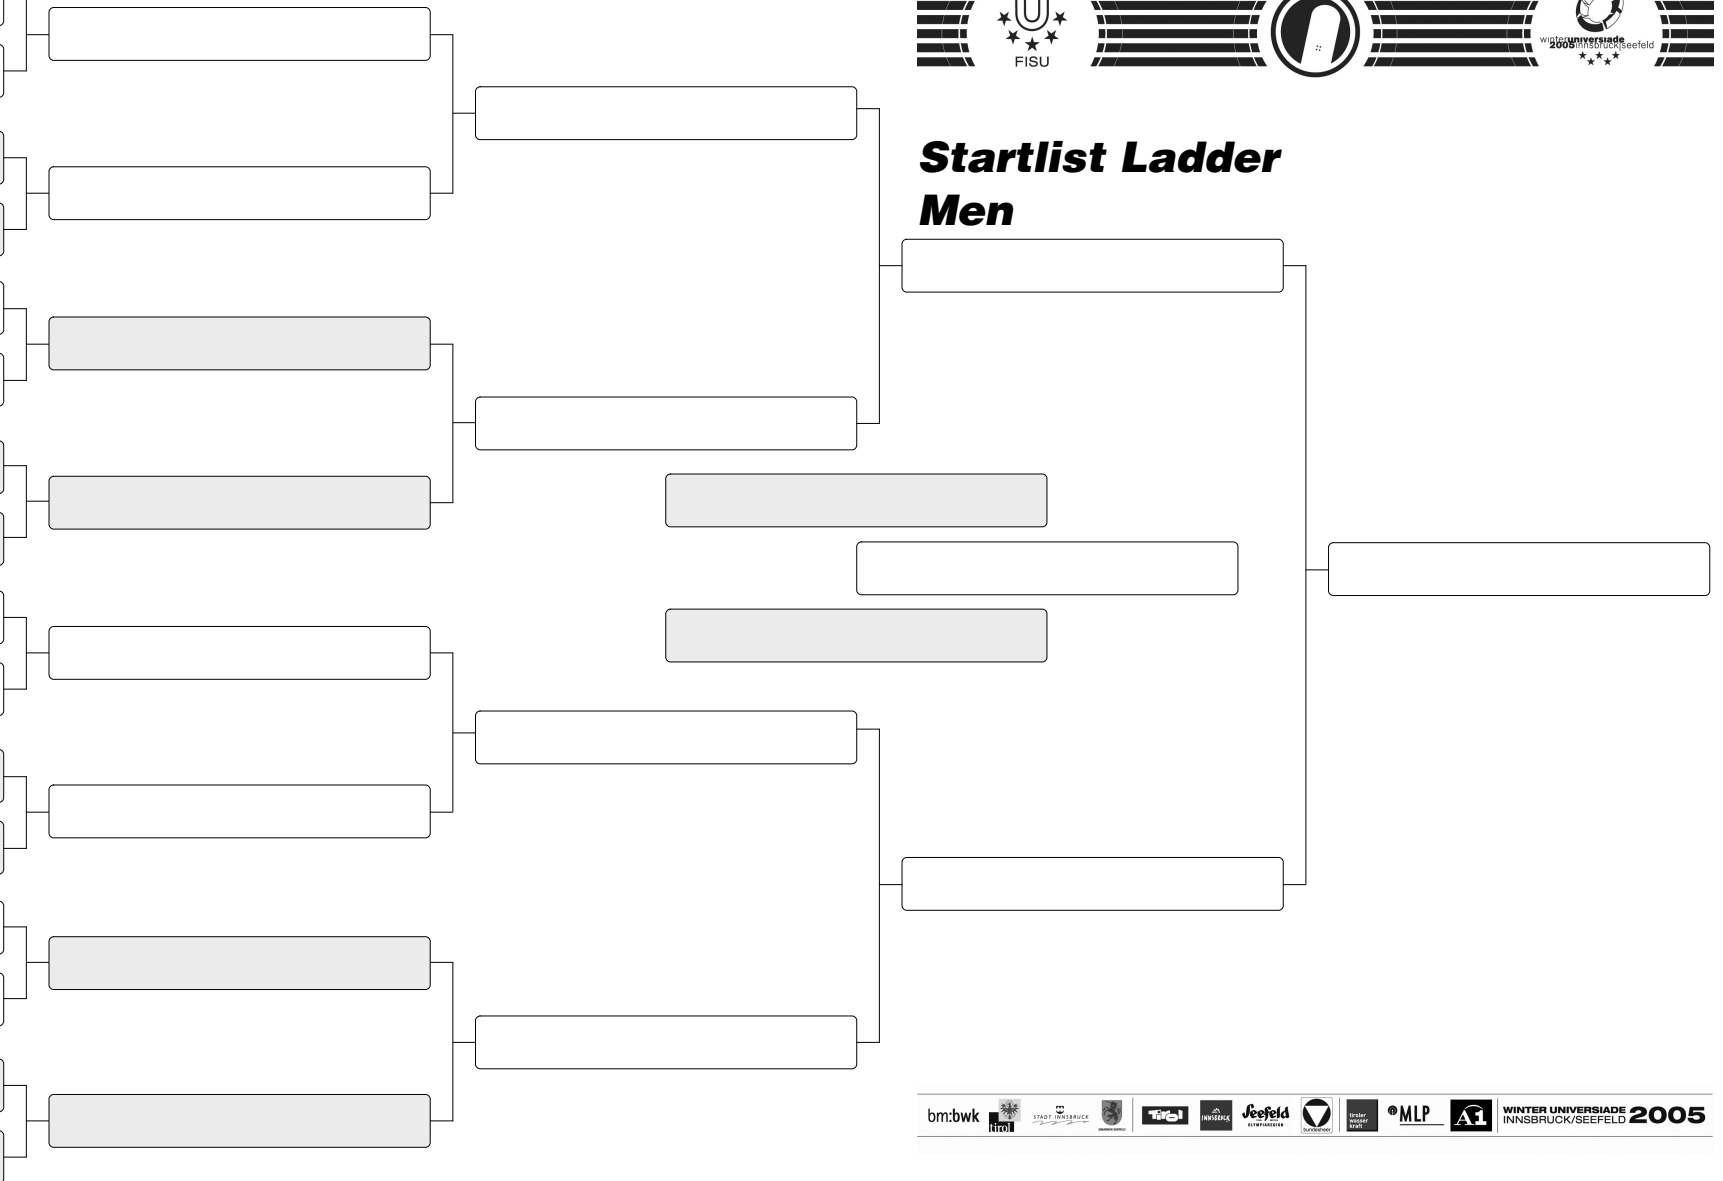 FISU
winteruniversiade
2005innsbruck|seefeld
Startlist Ladder
Men
bm:bwk
tirol
STADT INNSBRUCK
Tirol
INNSBRUCK
Seefeld
OLYMPIAREGION
bundesheer
tiroler
wasser
kraft
MLP
A1
WINTER UNIVERSIADE
INNSBRUCK/SEEFELD
2005